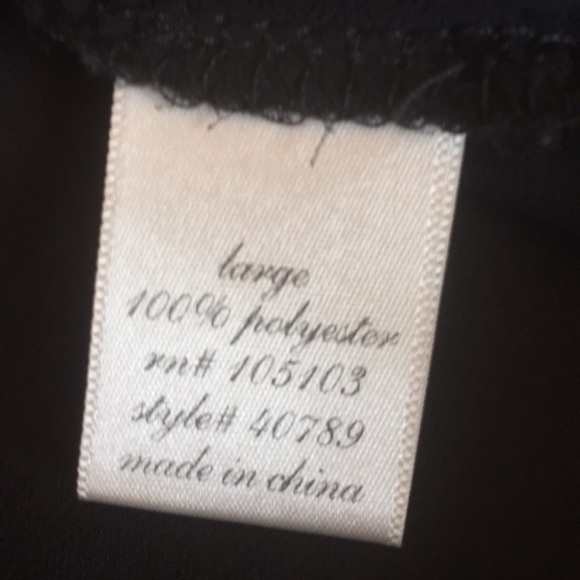 large
100% polyester
rn# 105103
style# 40789
made in china